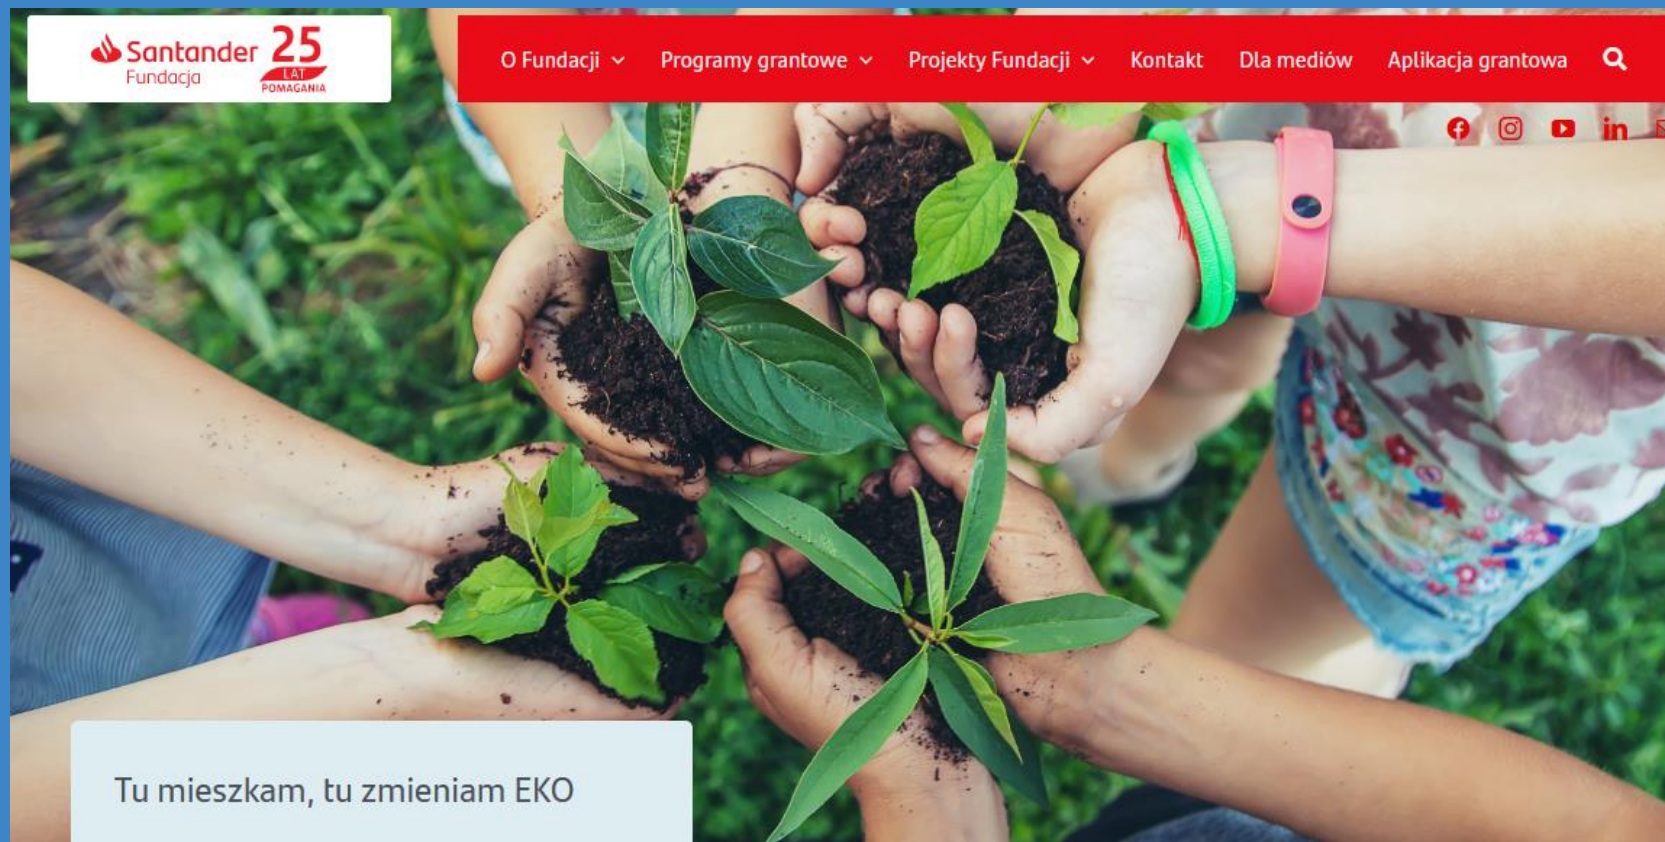 Santander
Fundacja
25
LAT
POMAGANIA
O Fundacji
Programy grantowe
Projekty Fundacji
Kontakt
Dla mediów
Aplikacja grantowa
in
Tu mieszkam, tu zmieniam EKO